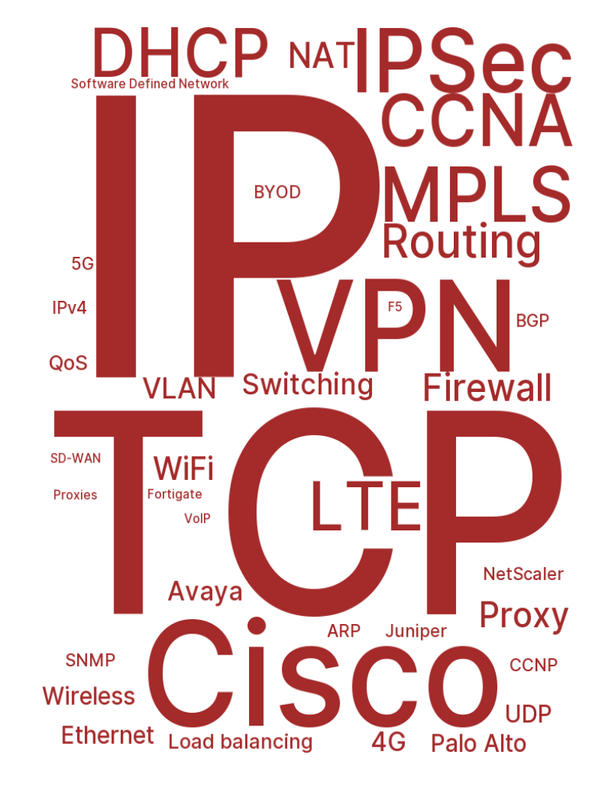 DHCP
NAT
IPSec
Software Defined Network
CCNA
IP
BYOD
MPLS
Routing
5G
VPN
F5
IPv4
BGP
QoS
VLAN
Switching
Firewall
TCP
SD-WAN
WiFi
LTE
Proxies
Fortigate
VoIP
NetScaler
Avaya
Proxy
ARP
Juniper
Cisco
SNMP
CCNP
Wireless
UDP
Ethernet
Load balancing
4G
Palo Alto